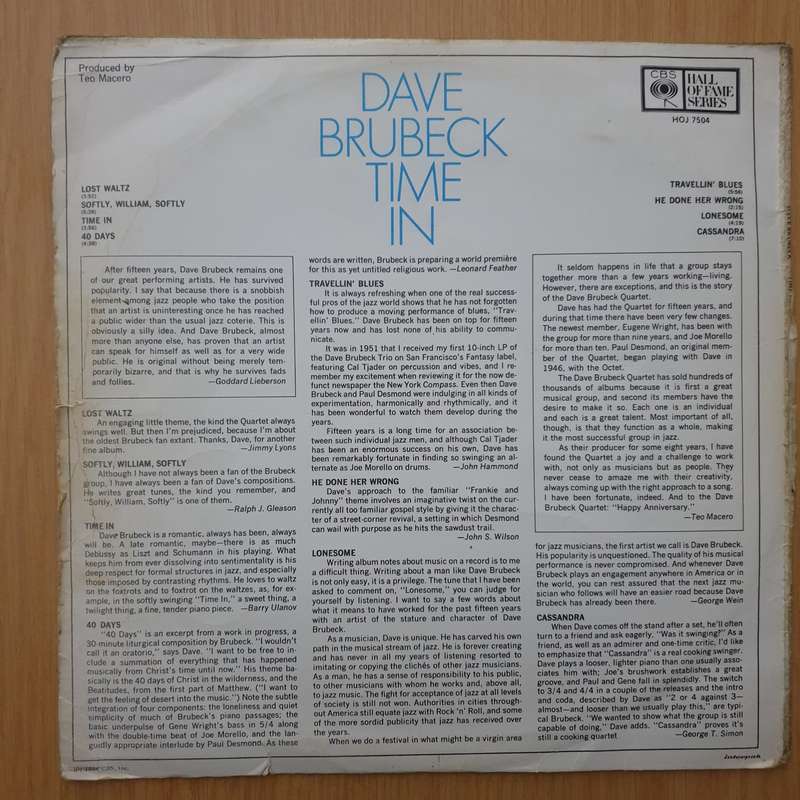 Produced by
Teo Macero
DAVE
BRUBECK
TIME
IN
CBS
HALL
OF FAME
SERIES
HOJ 7504
LOST WALTZ
SOFTLY, WILLIAM, SOFTLY
TIME IN
40 DAYS
TRAVELLIN' BLUES
HE DONE HER WRONG
LONESOME
CASSANDRA
After fifteen years, Dave Brubeck remains one
of our great performing artists. He has survived
popularity. I say that because there is a snobbish
element among jazz people who take the position
that an artist is uninteresting once he has reached
a public wider than the usual jazz coterie. This is
obviously a silly idea. And Dave Brubeck, almost
more than anyone else, has proven that an artist
can speak for himself as well as for a very wide
public. He is original without being merely tem-
porarily bizarre, and that is why he survives fads
and follies. —Goddard Lieberson
LOST WALTZ
An engaging little theme, the kind the Quartet always
swings well. But then I'm prejudiced, because I'm about
the oldest Brubeck fan extant. Thanks, Dave, for another
fine album. —Jimmy Lyons
SOFTLY, WILLIAM, SOFTLY
Although I have not always been a fan of the Brubeck
group, I have always been a fan of Dave's compositions.
He writes great tunes, the kind you remember, and
"Softly, William, Softly" is one of them.
—Ralph J. Gleason
TIME IN
Dave Brubeck is a romantic, always has been, always
will be. A late romantic, maybe—there is as much
Debussy as Liszt and Schumann in his playing. What
keeps him from ever dissolving into sentimentality is his
deep respect for formal structures in jazz, and especially
those imposed by contrasting rhythms. He loves to waltz
on the foxtrots and to foxtrot on the waltzes, as, for ex-
ample, in the softly swinging "Time In," a sweet thing, a
twilight thing, a fine, tender piano piece. —Barry Ulanov
40 DAYS
"40 Days" is an excerpt from a work in progress, a
30 minute liturgical composition by Brubeck. "I wouldn't
call it an oratorio," says Dave. "I want to be free to in-
clude a summation of everything that has happened
musically from Christ's time until now." His theme ba-
sically is the 40 days of Christ in the wilderness, and the
Beatitudes, from the first part of Matthew. ("I want to
get the feeling of desert into the music.") Note the subtle
integration of four components: the loneliness and quiet
simplicity of much of Brubeck's piano passages; the
basic underpulse of Gene Wright's bass in 5/4 along
with the double-time beat of Joe Morello, and the lan-
guidly appropriate interlude by Paul Desmond. As these
words are written, Brubeck is preparing a world première
for this as yet untitled religious work. —Leonard Feather
TRAVELLIN' BLUES
It is always refreshing when one of the real success-
ful pros of the jazz world shows that he has not forgotten
how to produce a moving performance of blues, "Trav-
ellin' Blues." Dave Brubeck has been on top for fifteen
years now and has lost none of his ability to commu-
nicate.
It was in 1951 that I received my first 10-inch LP of
the Dave Brubeck Trio on San Francisco's Fantasy label,
featuring Cal Tjader on percussion and vibes, and I re-
member my excitement reviewing it for the now de-
funct newspaper the New York Compass. Even then Dave
Brubeck and Paul Desmond were indulging in all kinds of
experimentation, harmonically and rhythmically, and it
has been wonderful to watch them develop during the
years.
Fifteen years is a long time for an association be-
tween such individual jazz men, and although Cal Tjader
has been an enormous success on his own, Dave has
been remarkably fortunate in finding so swinging an al-
ternate as Joe Morello on drums. —John Hammond
HE DONE HER WRONG
Dave's approach to the familiar "Frankie and
Johnny" theme involves an imaginative twist on the cur-
rently all too familiar gospel style by giving it the charac-
ter of a street-corner revival, a setting in which Desmond
can wail with purpose as he hits the sawdust trail.
—John S. Wilson
LONESOME
Writing album notes about music on a record is to me
a difficult thing. Writing about a man like Dave Brubeck
is not only easy, it is a privilege. The tune that I have been
asked to comment on, "Lonesome," you can judge for
yourself by listening. I want to say a few words about
what it means to have worked for the past fifteen years
with an artist of the stature and character of Dave
Brubeck.
As a musician, Dave is unique. He has carved his own
path in the musical stream of jazz. He is forever creating
and has never in all my years of listening resorted to
imitating or copying the clichés of other jazz musicians.
As a man, he has a sense of responsibility to his public,
to other musicians with whom he works and, above all,
to jazz music. The fight for acceptance of jazz at all levels
of society is still not won. Authorities in cities through-
out America still equate jazz with Rock 'n' Roll, and some
of the more sordid publicity that jazz has received over
the years.
When we do a festival in what might be a virgin area
It seldom happens in life that a group stays
together more than a few years working—living.
However, there are exceptions, and this is the story
of the Dave Brubeck Quartet.
Dave has had the Quartet for fifteen years, and
during that time there have been very few changes.
The newest member, Eugene Wright, has been with
the group for more than nine years, and Joe Morello
for more than ten. Paul Desmond, an original mem-
ber of the Quartet, began playing with Dave in
1946, with the Octet.
The Dave Brubeck Quartet has sold hundreds of
thousands of albums because it is first a great
musical group, and second its members have the
desire to make it so. Each one is an individual
and each is a great talent. Most important of all,
though, is that they function as a whole, making
it the most successful group in jazz.
As their producer for some eight years, I have
found the Quartet a joy and a challenge to work
with, not only as musicians but as people. They
never cease to amaze me with their creativity,
always coming up with the right approach to a song.
I have been fortunate, indeed. And to the Dave
Brubeck Quartet: "Happy Anniversary."
—Teo Macero
for jazz musicians, the first artist we call is Dave Brubeck.
His popularity is unquestioned. The quality of his musical
performance is never compromised. And whenever Dave
Brubeck plays an engagement anywhere in America or in
the world, you can rest assured that the next jazz mu-
sician who follows will have an easier road because Dave
Brubeck has already been there. —George Wein
CASSANDRA
When Dave comes off the stand after a set, he'll often
turn to a friend and ask eagerly, "Was it swinging?" As a
friend, as well as an admirer and one-time critic, I'd like
to emphasize that "Cassandra" is a real cooking swinger.
Dave plays a looser, lighter piano than one usually asso-
ciates him with; Joe's brushwork establishes a great
groove, and Paul and Gene fall in splendidly. The switch
to 3/4 and 4/4 in a couple of the releases and the intro
and coda, described by Dave as "2 or 4 against 3—
almost—and looser than we usually play this," are typi-
cal Brubeck. "We wanted to show what the group is still
capable of doing," Dave adds. "Cassandra" proves it's
still a cooking quartet —George T. Simon
interpak